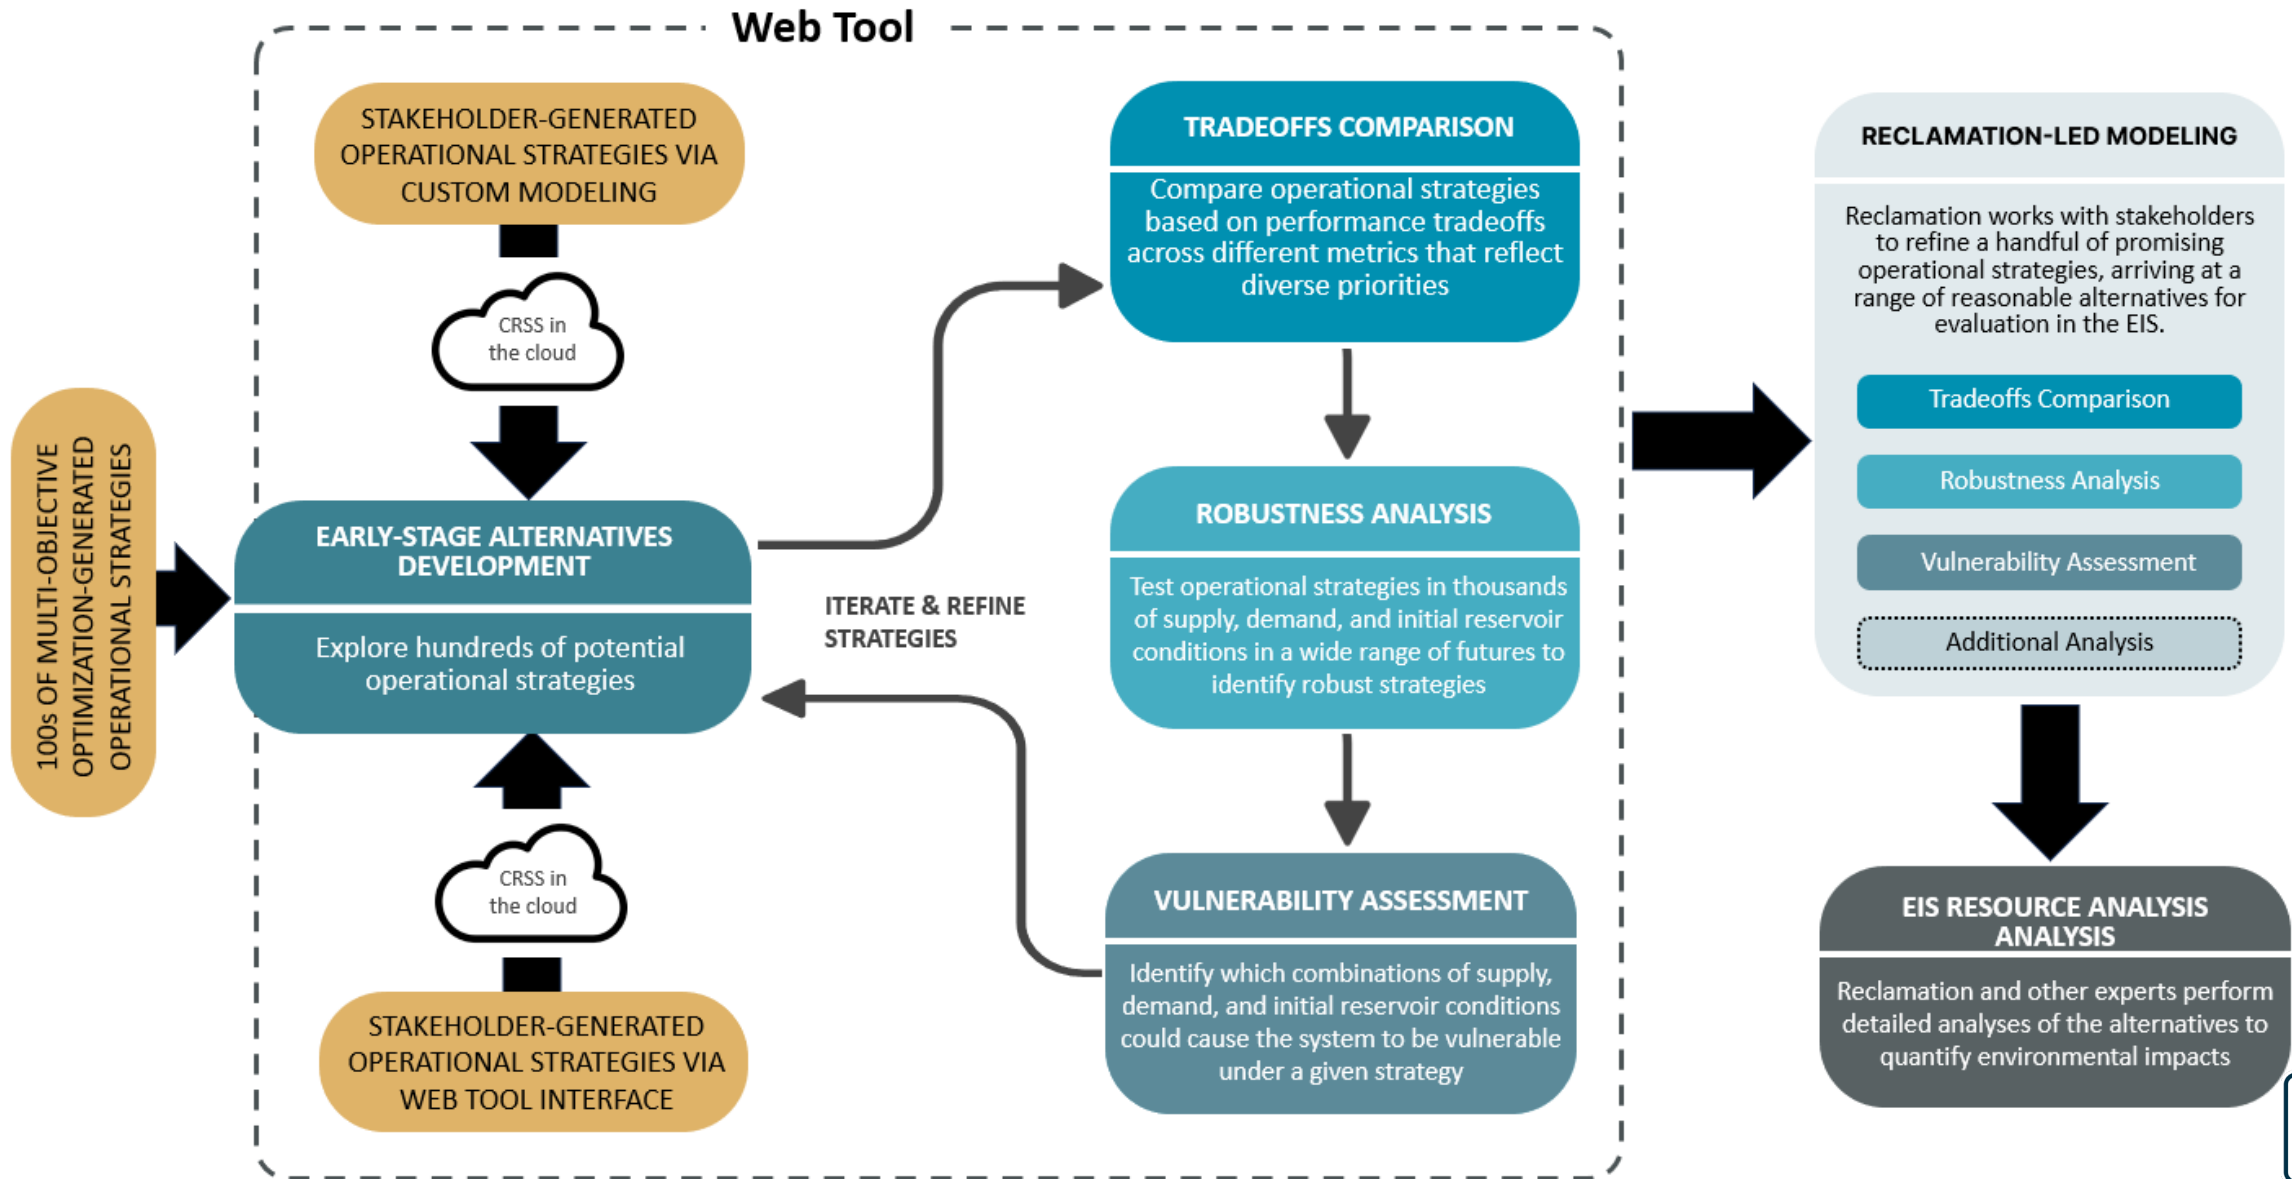 Web Tool
STAKEHOLDER-GENERATED
OPERATIONAL STRATEGIES VIA
CUSTOM MODELING
CRSS in
the cloud
100s OF MULTI-OBJECTIVE
OPTIMIZATION-GENERATED
OPERATIONAL STRATEGIES
EARLY-STAGE ALTERNATIVES
DEVELOPMENT
Explore hundreds of potential
operational strategies
CRSS in
the cloud
STAKEHOLDER-GENERATED
OPERATIONAL STRATEGIES VIA
WEB TOOL INTERFACE
ITERATE & REFINE
STRATEGIES
TRADEOFFS COMPARISON
Compare operational strategies
based on performance tradeoffs
across different metrics that reflect
diverse priorities
ROBUSTNESS ANALYSIS
Test operational strategies in thousands
of supply, demand, and initial reservoir
conditions in a wide range of futures to
identify robust strategies
VULNERABILITY ASSESSMENT
Identify which combinations of supply,
demand, and initial reservoir conditions
could cause the system to be vulnerable
under a given strategy
RECLAMATION-LED MODELING
Reclamation works with stakeholders
to refine a handful of promising
operational strategies, arriving at a
range of reasonable alternatives for
evaluation in the EIS.
Tradeoffs Comparison
Robustness Analysis
Vulnerability Assessment
Additional Analysis
EIS RESOURCE ANALYSIS
ANALYSIS
Reclamation and other experts perform
detailed analyses of the alternatives to
quantify environmental impacts